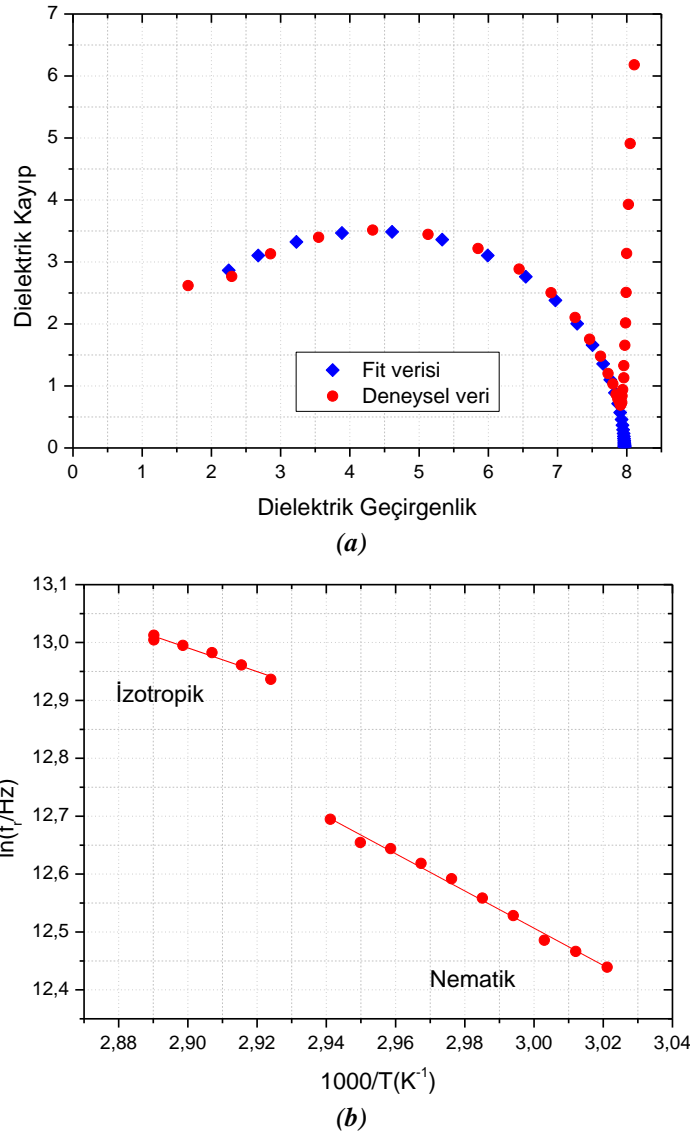 7
6
5
4
3
2
1
0
Dielektrik Kayıp
Fit verisi
Deneysel veri
0 1 2 3 4 5 6 7 8
Dielektrik Geçirgenlik
(a)
13,1
13,0
12,9
12,8
12,7
12,6
12,5
12,4
ln(fr/Hz)
İzotropik
Nematik
2,88 2,90 2,92 2,94 2,96 2,98 3,00 3,02 3,04
1000/T(K-1)
(b)